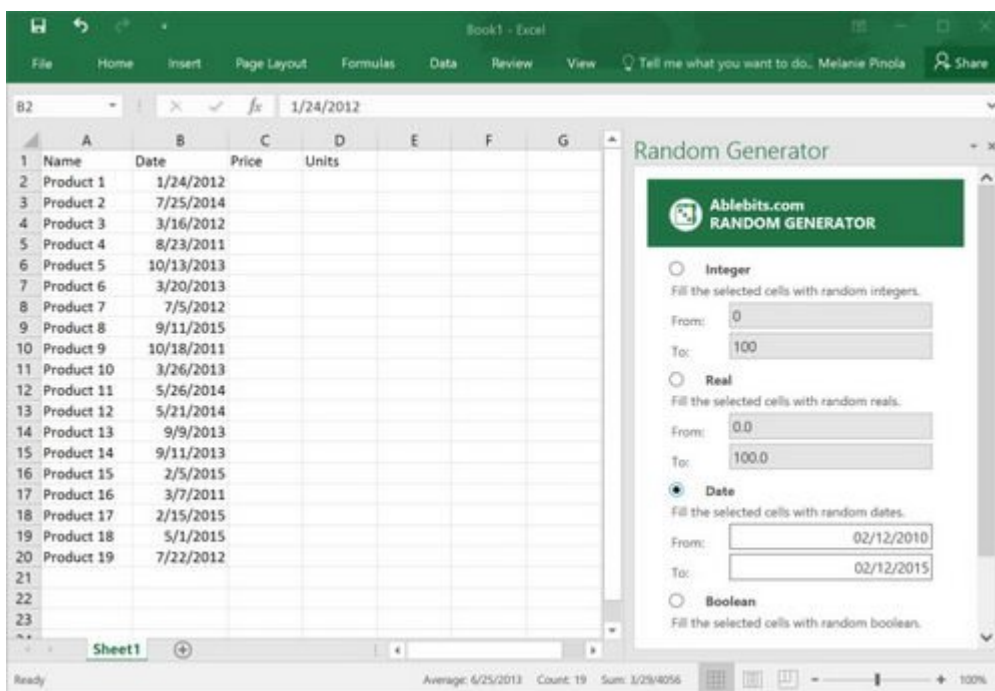 Book1 - Excel
File Home Insert Page Layout Formulas Data Review View Tell me what you want to do.. Melanie Pinola Share
B2 fx 1/24/2012
A B C D E F G
1 Name Date Price Units
2 Product 1 1/24/2012
3 Product 2 7/25/2014
4 Product 3 3/16/2012
5 Product 4 8/23/2011
6 Product 5 10/13/2013
7 Product 6 3/20/2013
8 Product 7 7/5/2012
9 Product 8 9/11/2015
10 Product 9 10/18/2011
11 Product 10 3/26/2013
12 Product 11 5/26/2014
13 Product 12 5/21/2014
14 Product 13 9/9/2013
15 Product 14 9/11/2013
16 Product 15 2/5/2015
17 Product 16 3/7/2011
18 Product 17 2/15/2015
19 Product 18 5/1/2015
20 Product 19 7/22/2012
21
22
23
Random Generator
Ablebits.com
RANDOM GENERATOR
Integer
Fill the selected cells with random integers.
From: 0
To: 100
Real
Fill the selected cells with random reals.
From: 0.0
To: 100.0
Date
Fill the selected cells with random dates.
From: 02/12/2010
To: 02/12/2015
Boolean
Fill the selected cells with random boolean.
Sheet1
Ready Average: 6/25/2013 Count: 19 Sum: 3/29/4056 100%